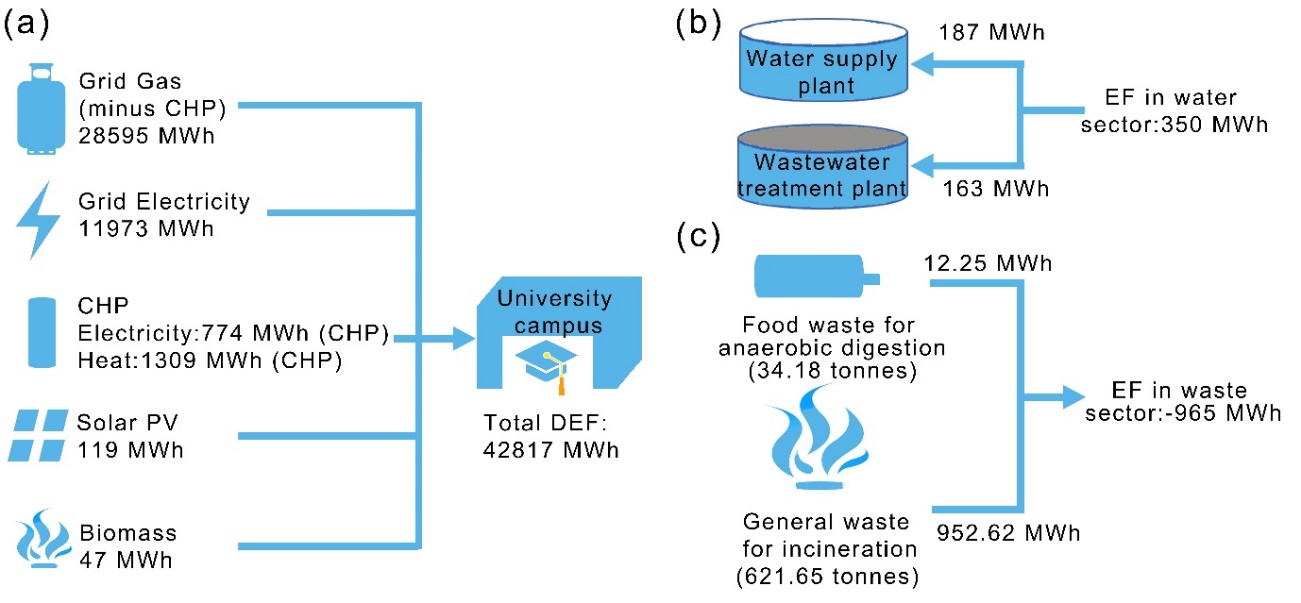 (a)
Grid Gas
(minus CHP)
28595 MWh
Grid Electricity
11973 MWh
CHP
Electricity:774 MWh (CHP)
Heat:1309 MWh (CHP)
Solar PV
119 MWh
Biomass
47 MWh
University
campus
Total DEF:
42817 MWh
(b)
Water supply
plant
187 MWh
Wastewater
treatment plant
163 MWh
EF in water
sector:350 MWh
(c)
12.25 MWh
Food waste for
anaerobic digestion
(34.18 tonnes)
General waste
for incineration
(621.65 tonnes)
952.62 MWh
EF in waste
sector:-965 MWh